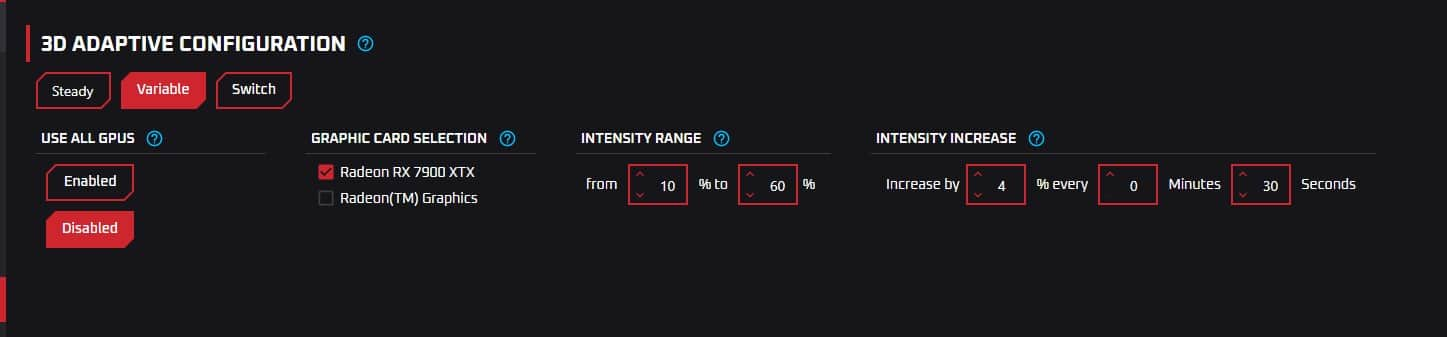 3D ADAPTIVE CONFIGURATION ?
Steady Variable Switch
USE ALL GPUS ? GRAPHIC CARD SELECTION ? INTENSITY RANGE ? INTENSITY INCREASE ?
Enabled
Disabled
Radeon RX 7900 XTX
Radeon(TM) Graphics
from 10 % to 60 %
Increase by 4 % every 0 Minutes 30 Seconds